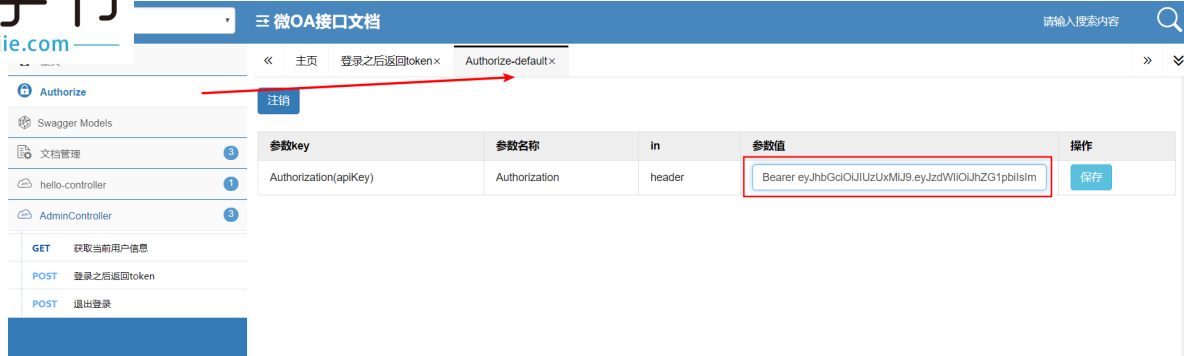 ie.com
微OA接口文档
请输入搜索内容
主页
登录之后返回token×
Authorize-default×
Authorize
注销
Swagger Models
文档管理
3
hello-controller
1
AdminController
3
GET 获取当前用户信息
POST 登录之后返回token
POST 退出登录
参数key 参数名称 in 参数值 操作
Authorization(apiKey) Authorization header Bearer eyJhbGciOiJIUzUxMiJ9.eyJzdWIiOiJhZG1pbiIsIm 保存